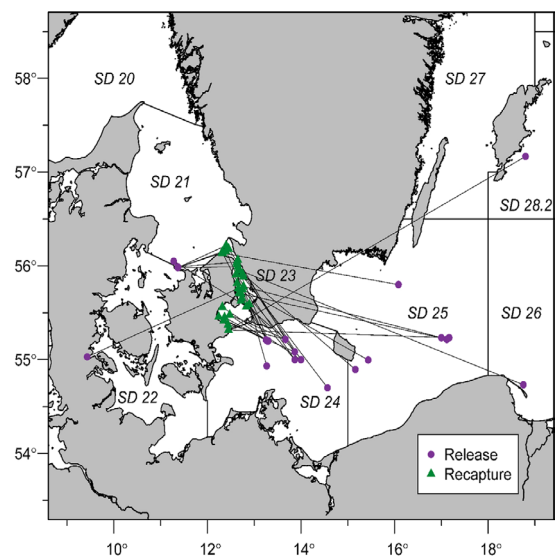 58°
57°
56°
55°
54°
SD 20
SD 27
SD 21
SD 28.2
SD 23
SD 25
SD 26
SD 22
SD 24
Release
Recapture
10°
12°
14°
16°
18°